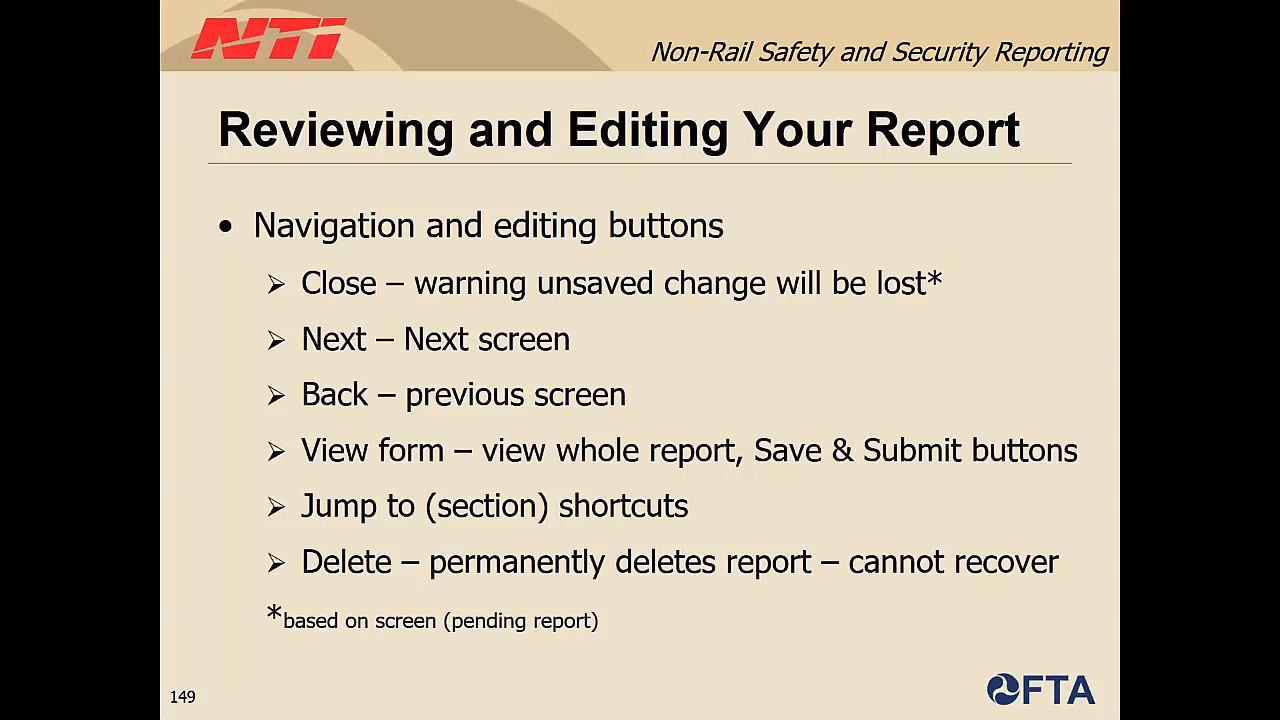 NTI
Non-Rail Safety and Security Reporting
Reviewing and Editing Your Report
• Navigation and editing buttons
➢ Close – warning unsaved change will be lost*
➢ Next – Next screen
➢ Back – previous screen
➢ View form – view whole report, Save & Submit buttons
➢ Jump to (section) shortcuts
➢ Delete – permanently deletes report – cannot recover
*based on screen (pending report)
149
FTA